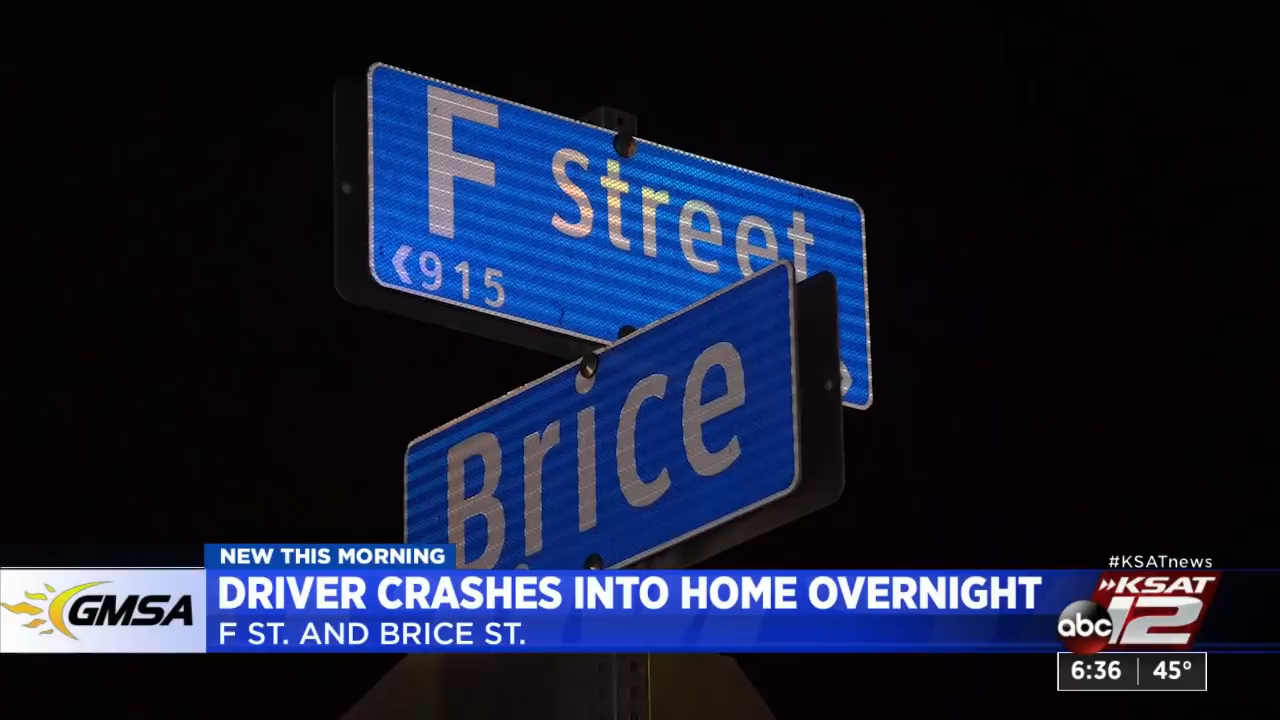 F Street
915
Brice
NEW THIS MORNING
DRIVER CRASHES INTO HOME OVERNIGHT
F ST. AND BRICE ST.
GMSA
#KSATnews
KSAT
abc 12
6:36 45°